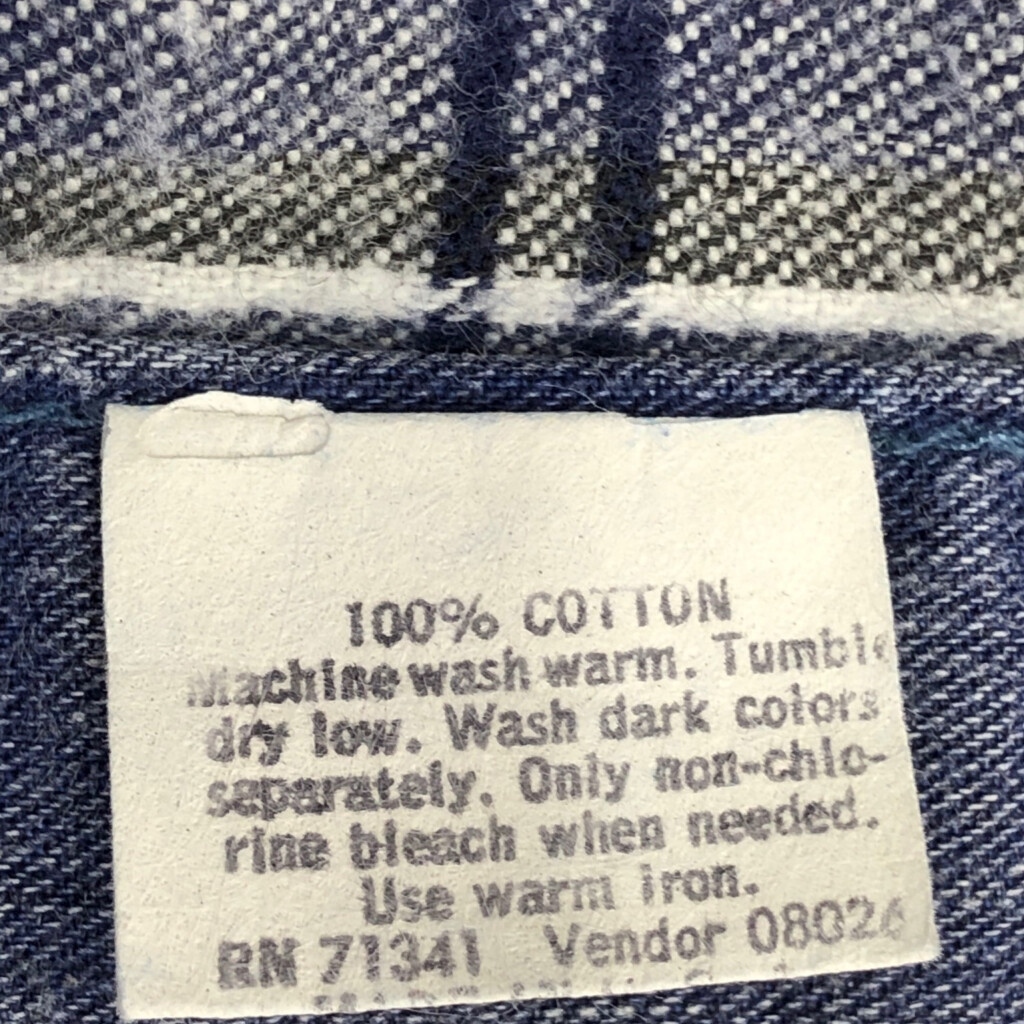 100% COTTON
Machine wash warm. Tumble
dry low. Wash dark colors
separately. Only non-chlo-
rine bleach when needed.
Use warm iron.
RN 71341 Vendor 08026